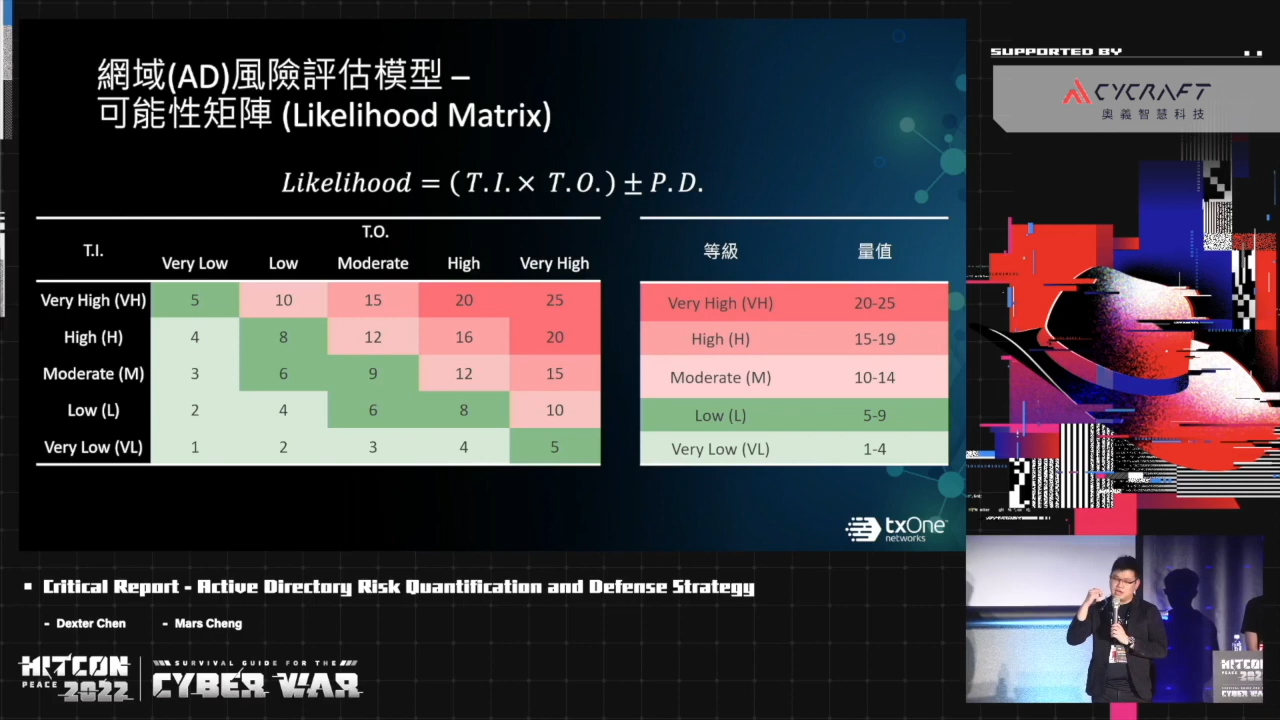 網域(AD)風險評估模型 –
可能性矩陣 (Likelihood Matrix)
Likelihood = (T.I.× T.O.) ± P.D.
T.I. T.O.
Very Low Low Moderate High Very High
Very High (VH) 5 10 15 20 25
High (H) 4 8 12 16 20
Moderate (M) 3 6 9 12 15
Low (L) 2 4 6 8 10
Very Low (VL) 1 2 3 4 5
等級 量值
Very High (VH) 20-25
High (H) 15-19
Moderate (M) 10-14
Low (L) 5-9
Very Low (VL) 1-4
txOne
networks
SUPPORTED BY
CYCRAFT
奧義智慧科技
Critical Report - Active Directory Risk Quantification and Defense Strategy
- Dexter Chen - Mars Cheng
HITCON
PEACE 2022
SURVIVAL GUIDE FOR THE
CYBER WAR
HITCON